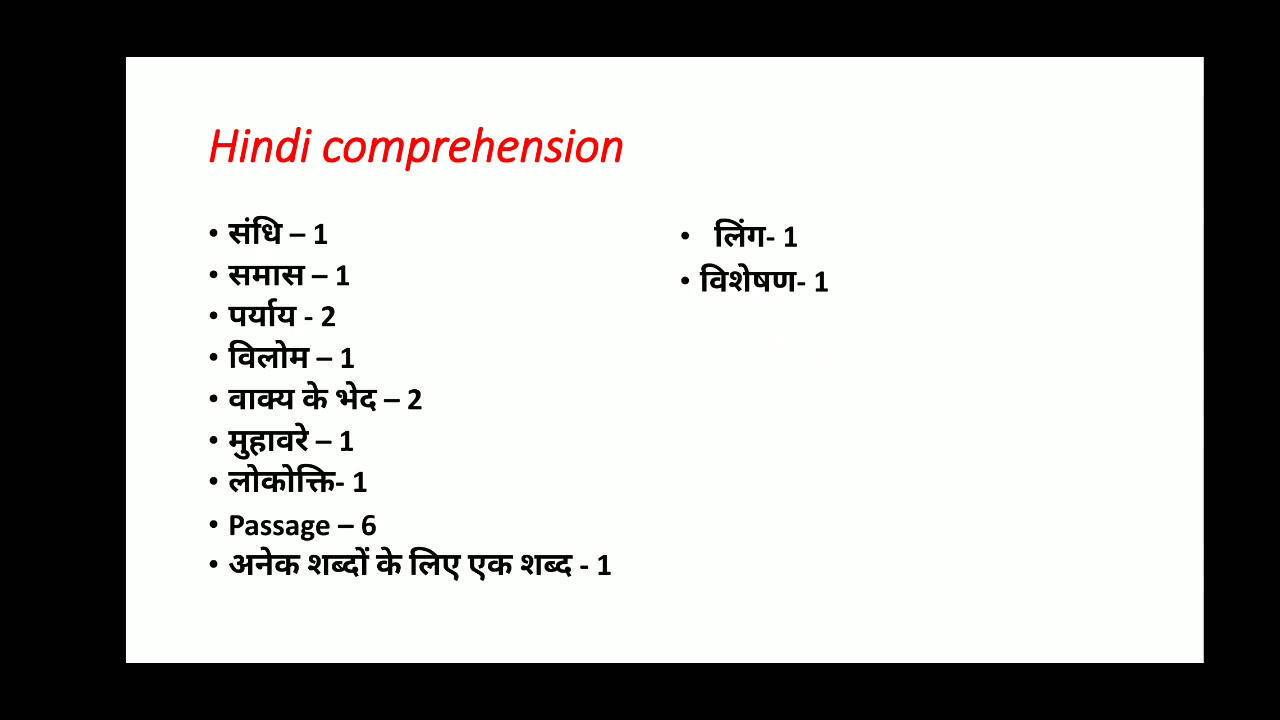 Hindi comprehension
• संधि – 1
• समास – 1
• पर्याय - 2
• विलोम – 1
• वाक्य के भेद – 2
• मुहावरे – 1
• लोकोक्ति- 1
• Passage – 6
• अनेक शब्दों के लिए एक शब्द - 1
• लिंग- 1
• विशेषण- 1